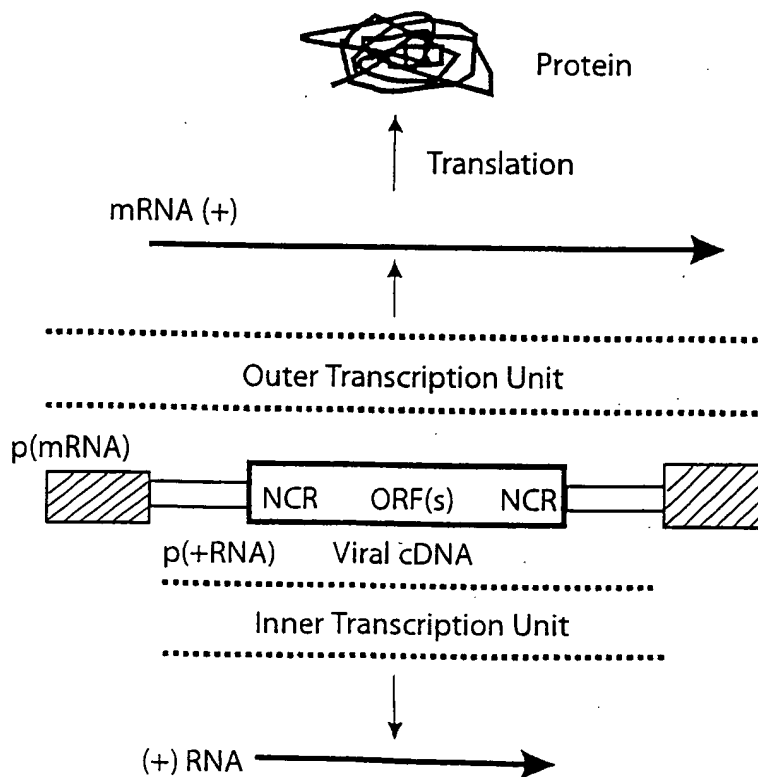 Protein
Translation
mRNA (+)
Outer Transcription Unit
p(mRNA)
NCR ORF(s) NCR
p(+RNA) Viral cDNA
Inner Transcription Unit
(+) RNA